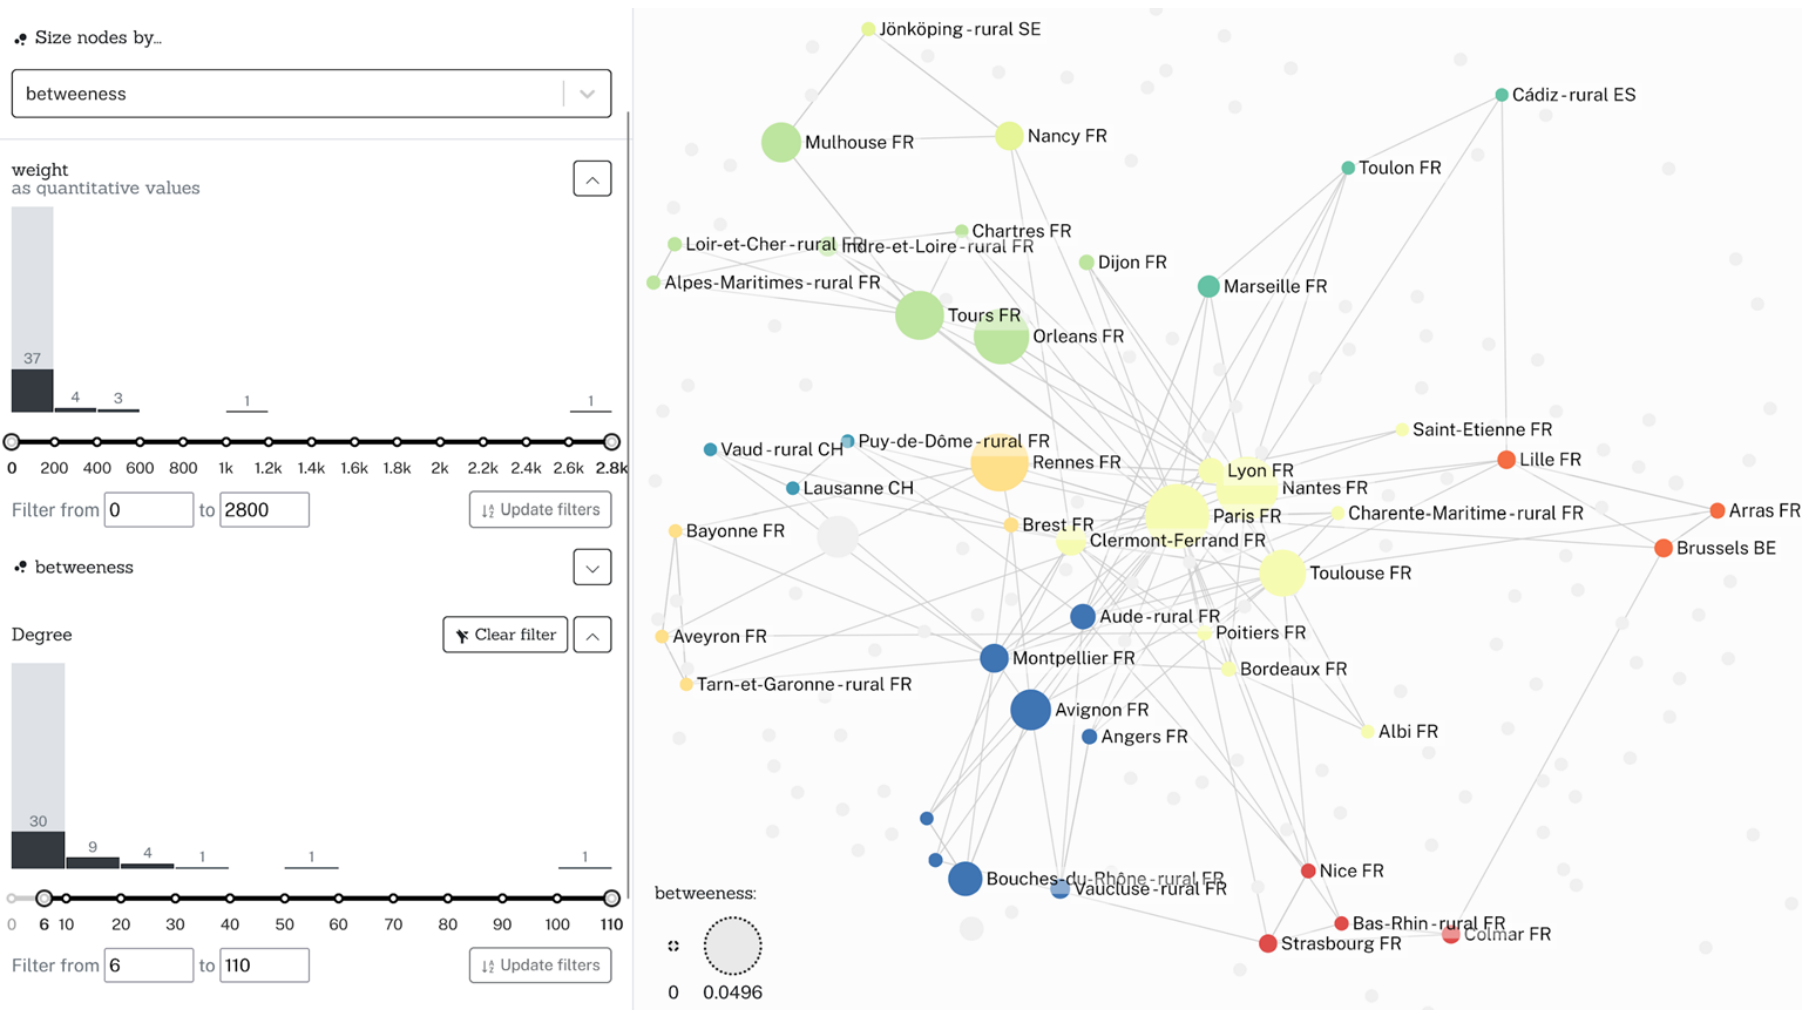 Size nodes by...
betweeness
weight
as quantitative values
37
4
3
1
1
0 200 400 600 800 1k 1.2k 1.4k 1.6k 1.8k 2k 2.2k 2.4k 2.6k 2.8k
Filter from 0 to 2800 Update filters
betweeness
Degree Clear filter
30
9
4
1
1
1
0 6 10 20 30 40 50 60 70 80 90 100 110
Filter from 6 to 110 Update filters
Jönköping-rural SE
Cádiz-rural ES
Nancy FR
Mulhouse FR
Toulon FR
Chartres FR
Loir-et-Cher-rural FR
Indre-et-Loire-rural FR
Dijon FR
Alpes-Maritimes-rural FR
Marseille FR
Tours FR
Orleans FR
Saint-Etienne FR
Puy-de-Dôme-rural FR
Vaud-rural CH
Rennes FR
Lyon FR
Lille FR
Lausanne CH
Nantes FR
Arras FR
Charente-Maritime-rural FR
Paris FR
Brest FR
Bayonne FR
Clermont-Ferrand FR
Brussels BE
Toulouse FR
Aude-rural FR
Poitiers FR
Aveyron FR
Montpellier FR
Bordeaux FR
Tarn-et-Garonne-rural FR
Avignon FR
Albi FR
Angers FR
Nice FR
Bouches-du-Rhône-rural FR
Vaucluse-rural FR
Bas-Rhin-rural FR
Colmar FR
Strasbourg FR
betweeness:
0 0.0496